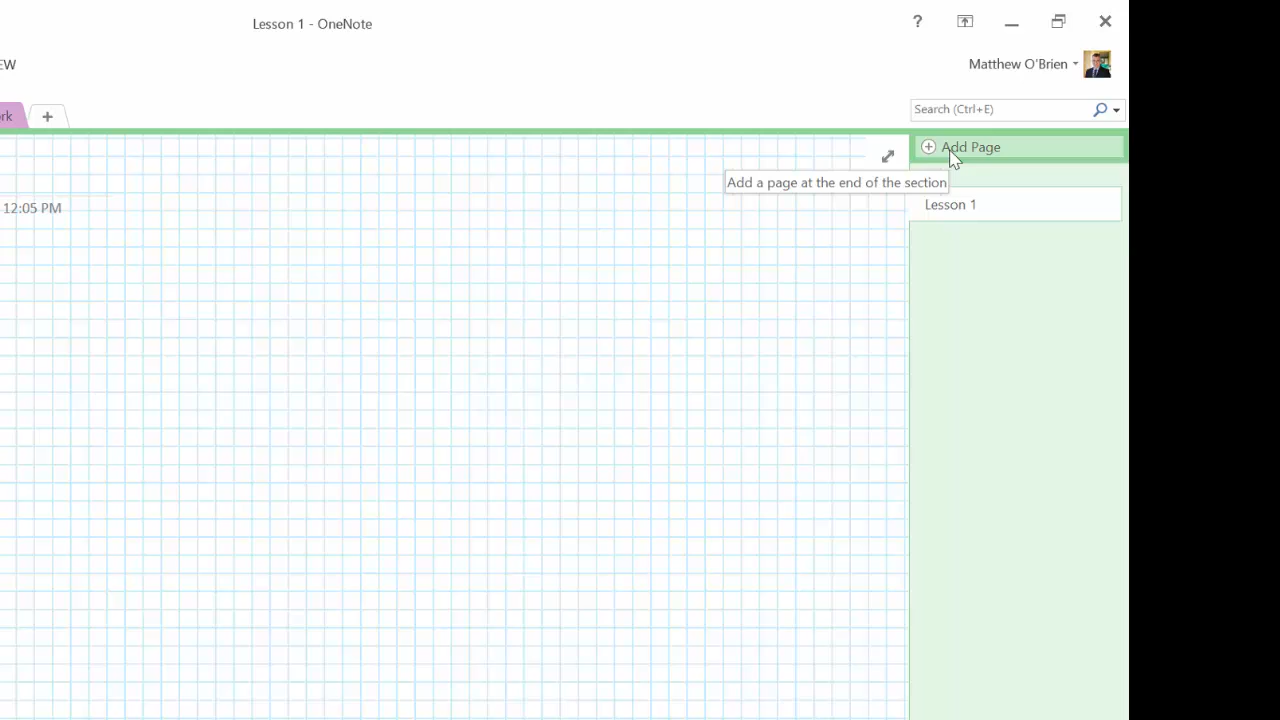 Lesson 1 - OneNote
?
EW
Matthew O'Brien
rk
+
Search (Ctrl+E)
Add Page
Add a page at the end of the section
Lesson 1
12:05 PM